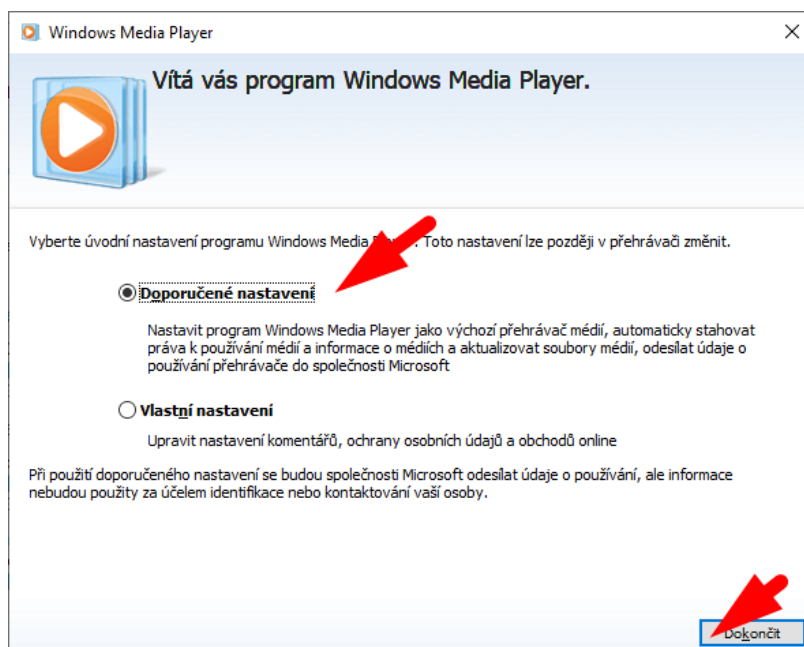 Windows Media Player
Vítá vás program Windows Media Player.
Vyberte úvodní nastavení programu Windows Media Toto nastavení lze později v přehrávači změnit.
Doporučené nastavení
Nastavit program Windows Media Player jako výchozí přehrávač médií, automaticky stahovat
práva k používání médií a informace o médiích a aktualizovat soubory médií, odesílat údaje o
používání přehrávače do společnosti Microsoft
Vlastní nastavení
Upravit nastavení komentářů, ochrany osobních údajů a obchodů online
Při použití doporučeného nastavení se budou společnosti Microsoft odesílat údaje o používání, ale informace
nebudou použity za účelem identifikace nebo kontaktování vaší osoby.
Dokončit